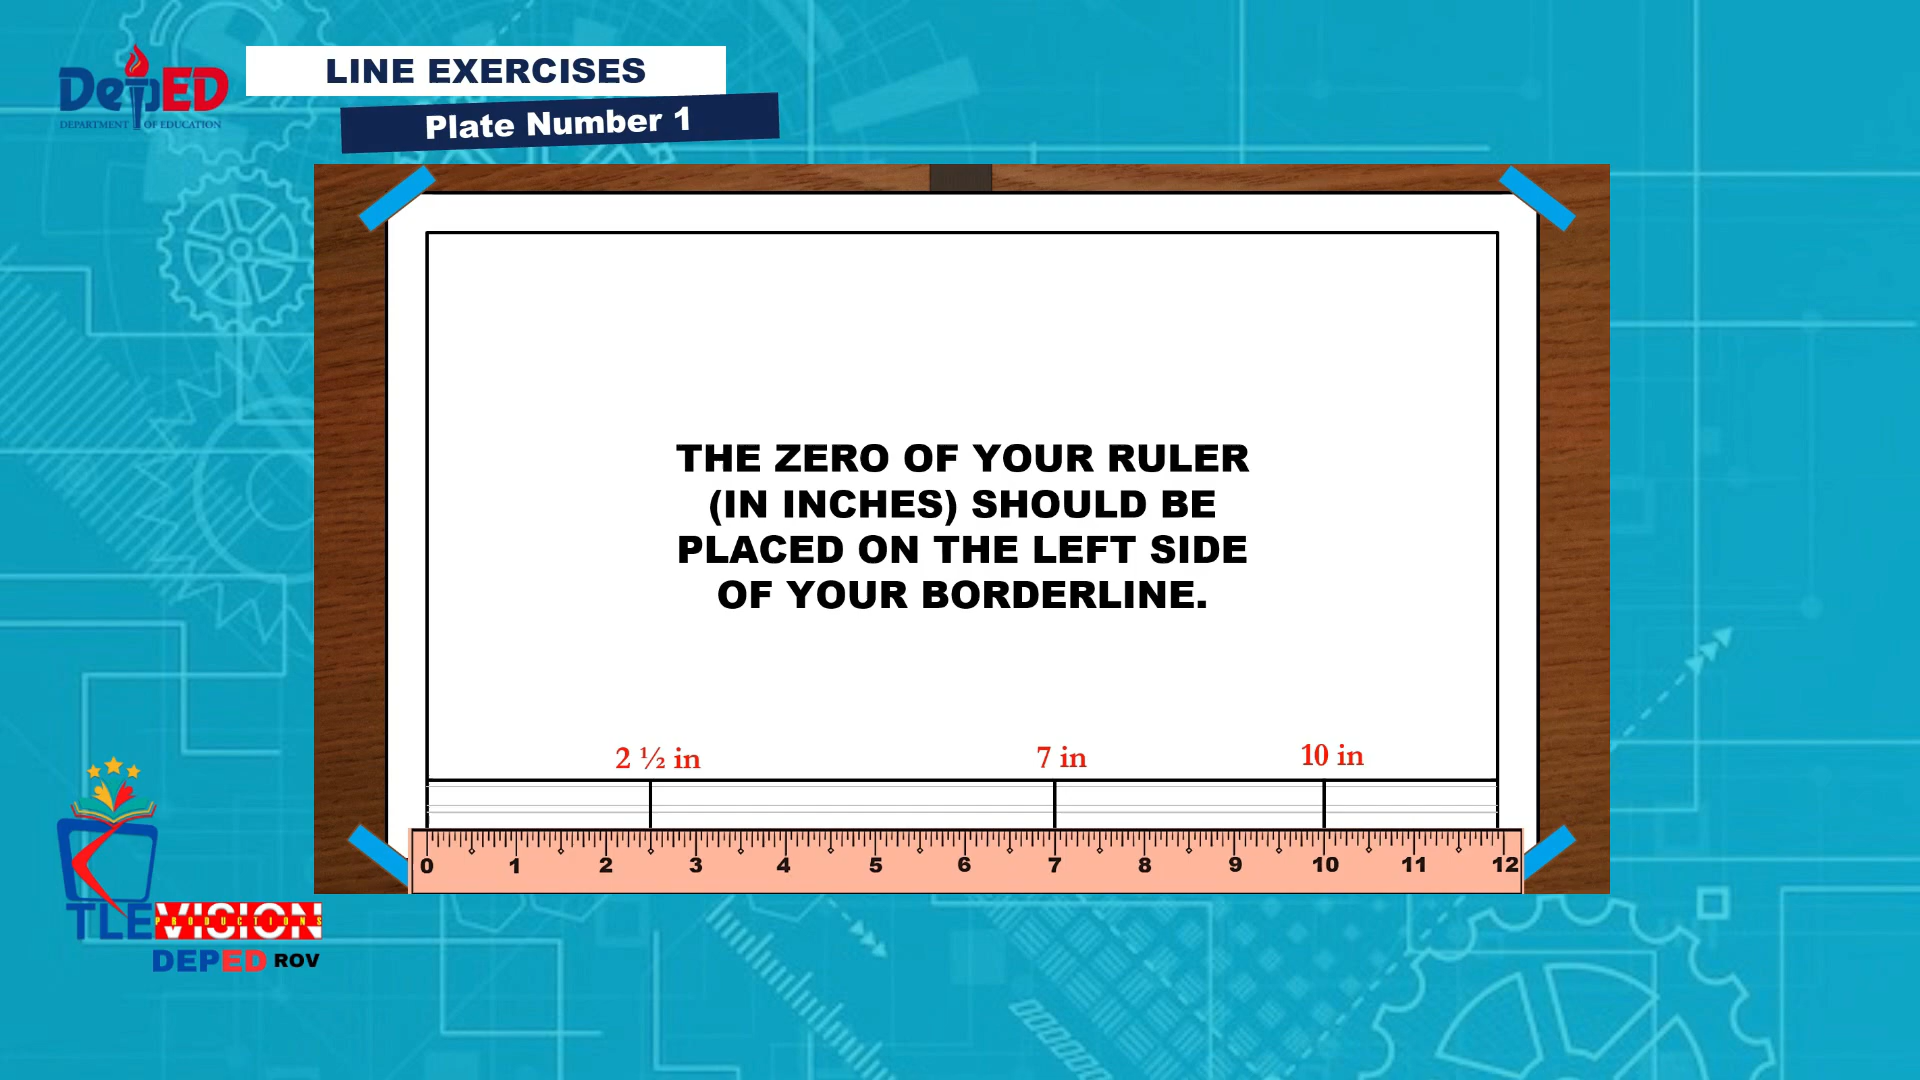 DepED
DEPARTMENT OF EDUCATION
LINE EXERCISES
Plate Number 1
THE ZERO OF YOUR RULER
(IN INCHES) SHOULD BE
PLACED ON THE LEFT SIDE
OF YOUR BORDERLINE.
2 ½ in 7 in 10 in
0 1 2 3 4 5 6 7 8 9 10 11 12
TLEVISION
PRODUCTIONS
DEPED ROV